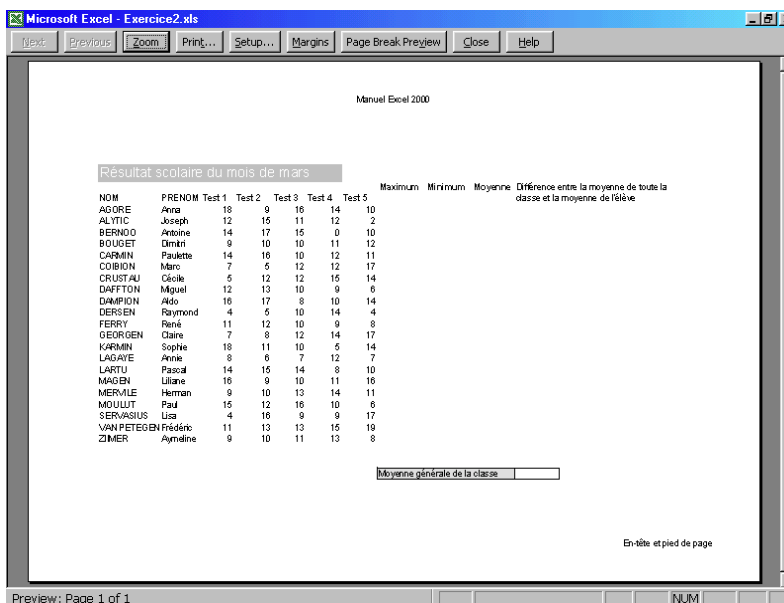 Microsoft Excel - Exercice2.xls
Next Previous Zoom Print... Setup... Margins Page Break Preview Close Help
Manuel Excel 2000
Résultat scolaire du mois de mars
Maximum Minimum Moyenne Différence entre la moyenne de toute la
classe et la moyenne de l'élève
NOM PRENOM Test 1 Test 2 Test 3 Test 4 Test 5
AGORE Anna 18 9 16 14 10
ALYTIC Joseph 12 15 11 12 2
BERNOO Antoine 14 17 15 0 10
BOUGET Dimitri 9 10 10 11 12
CARMIN Paulette 14 16 10 12 11
COIBION Marc 7 5 12 12 17
CRUSTAU Cécile 5 12 12 15 14
DAFFTON Miguel 12 13 10 9 6
DAMPION Aldo 16 17 8 10 14
DERSEN Raymond 4 5 10 14 4
FERRY René 11 12 10 9 8
GEORGEN Claire 7 8 12 14 17
KARMIN Sophie 18 11 10 5 14
LAGAYE Annie 8 6 7 12 7
LARTU Pascal 14 15 14 8 10
MAGEN Liliane 16 9 10 11 16
MERVILE Herman 9 10 13 14 11
MOULUT Paul 15 12 16 10 6
SERVASIUS Lisa 4 16 9 9 17
VAN PETEGEN Frédéric 11 13 13 15 19
ZIIMER Aymeline 9 10 11 13 8
Moyenne générale de la classe
En-tête et pied de page
Preview: Page 1 of 1 NUM